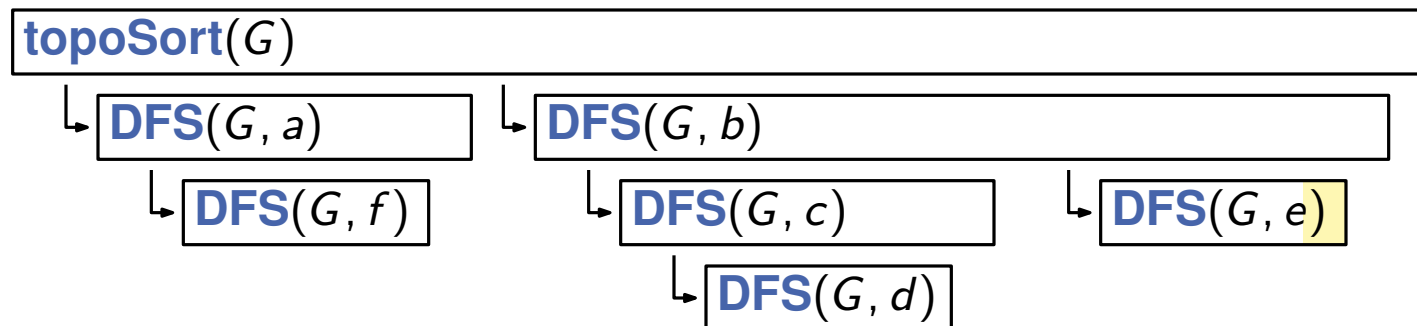 topoSort(G)
DFS(G, a) DFS(G, b)
DFS(G, f) DFS(G, c) DFS(G, e)
DFS(G, d)